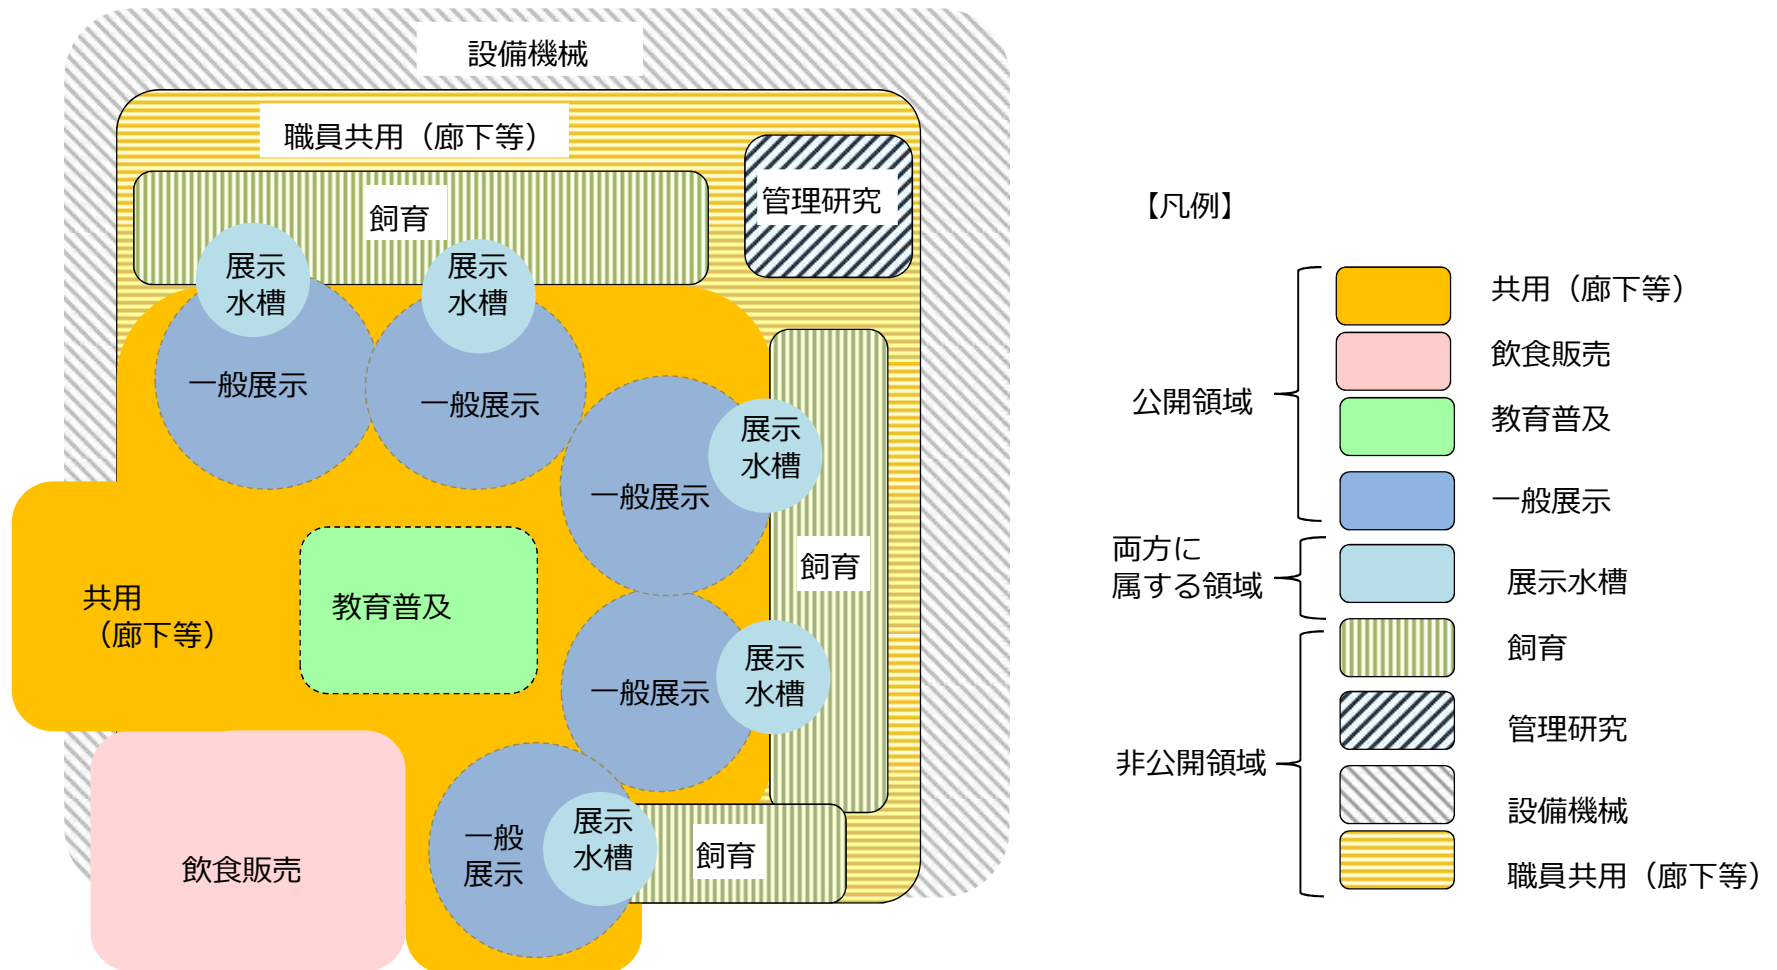 設備機械
職員共用（廊下等）
管理研究
飼育
展示
水槽
展示
水槽
一般展示
一般展示
展示
水槽
一般展示
飼育
共用
（廊下等）
教育普及
展示
水槽
一般展示
展示
水槽
一般
展示
飼育
飲食販売
【凡例】
公開領域
共用（廊下等）
飲食販売
教育普及
一般展示
両方に
属する領域
展示水槽
非公開領域
飼育
管理研究
設備機械
職員共用（廊下等）